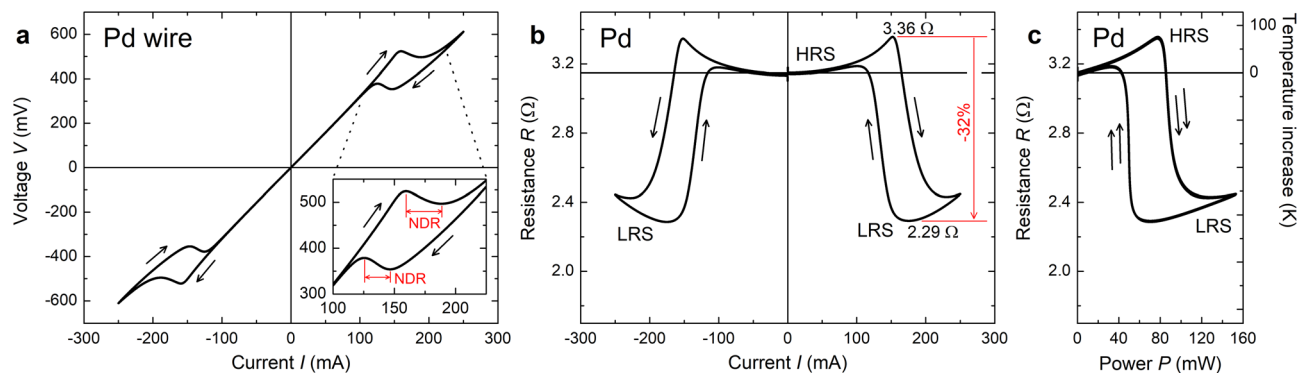 a
Pd wire
Voltage V (mV)
600
400
200
0
-200
-400
-600
-300
-200
-100
0
100
200
300
Current I (mA)
500
400
300
100
150
200
NDR
NDR
b
Pd
Resistance R (Ω)
3.2
2.8
2.4
2.0
-300
-200
-100
0
100
200
300
Current I (mA)
HRS
3.36 Ω
-32%
LRS
LRS
2.29 Ω
c
Pd
HRS
LRS
Resistance R (Ω)
3.2
2.8
2.4
2.0
0
40
80
120
160
Power P (mW)
100
0
Temperature increase (K)